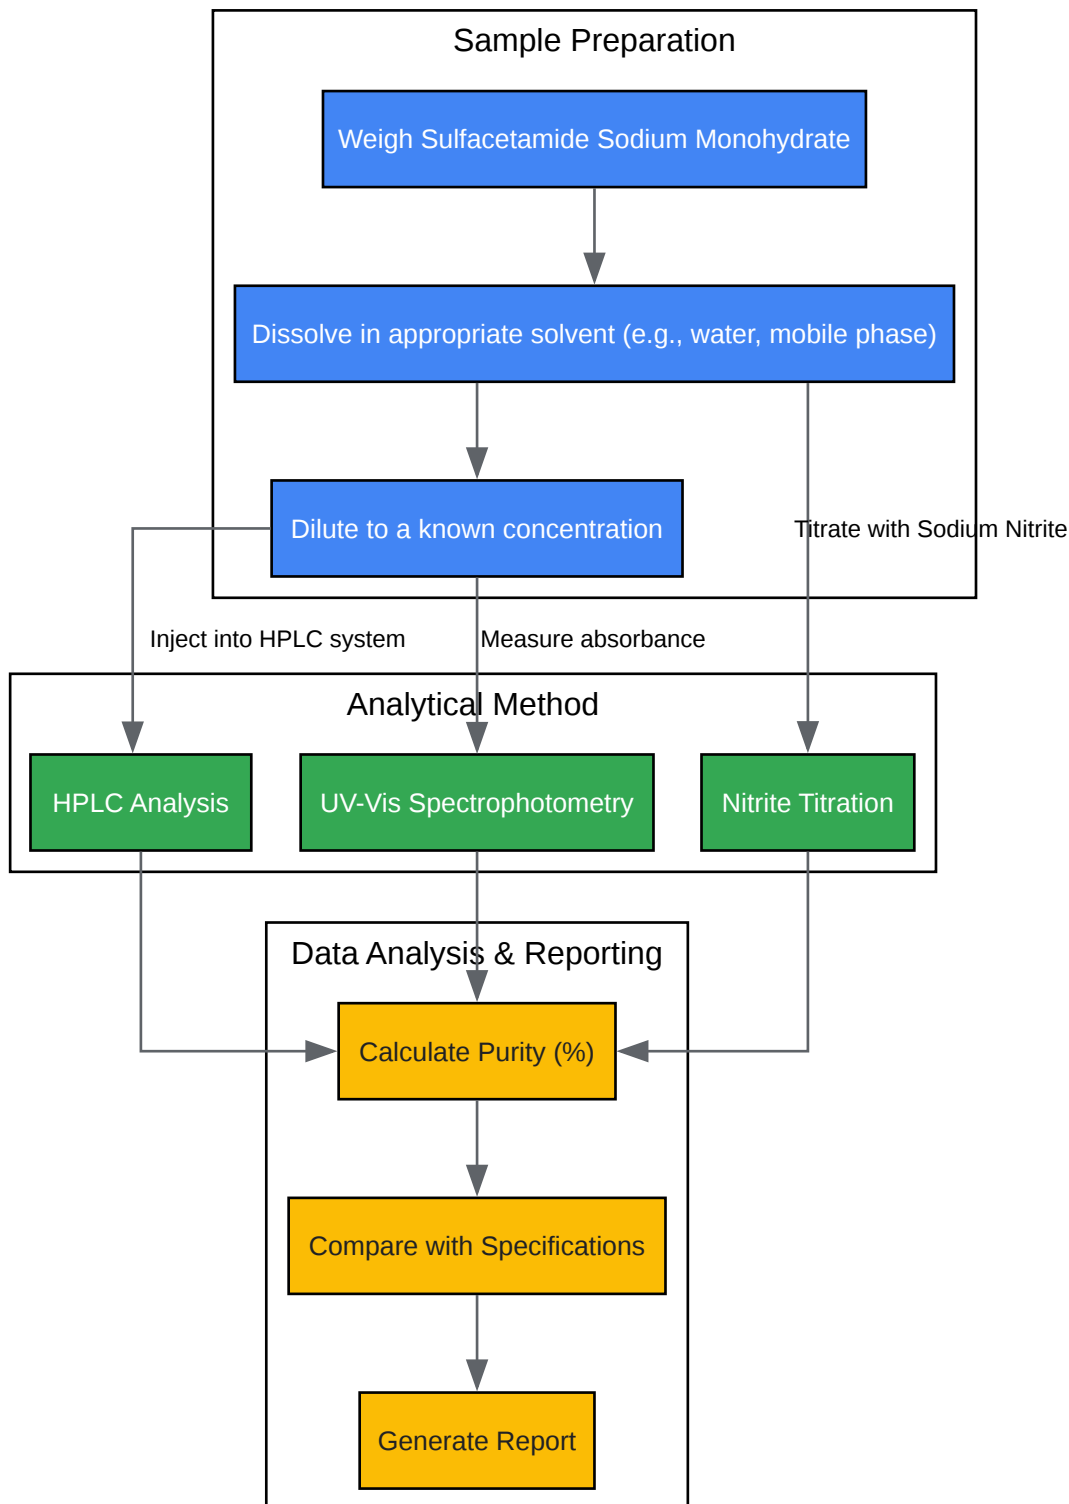 Sample Preparation
Weigh Sulfacetamide Sodium Monohydrate
Dissolve in appropriate solvent (e.g., water, mobile phase)
Dilute to a known concentration
Titrate with Sodium Nitrite
Inject into HPLC system
Measure absorbance
Analytical Method
HPLC Analysis
UV-Vis Spectrophotometry
Nitrite Titration
Data Analysis & Reporting
Calculate Purity (%)
Compare with Specifications
Generate Report